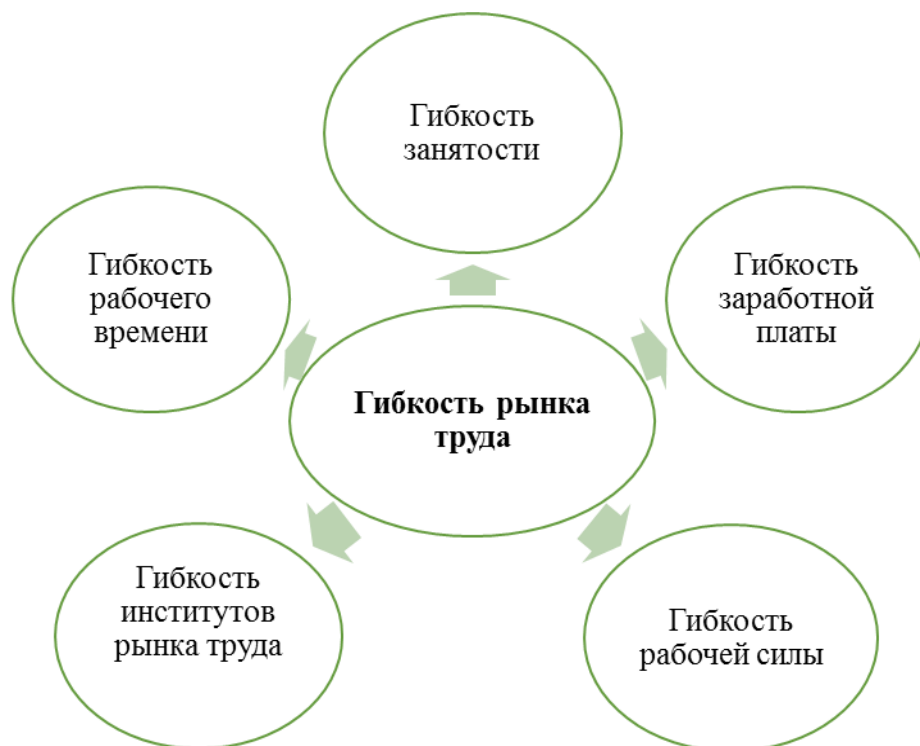 Гибкость
занятости
Гибкость
рабочего
времени
Гибкость
заработной
платы
Гибкость рынка
труда
Гибкость
институтов
рынка труда
Гибкость
рабочей силы